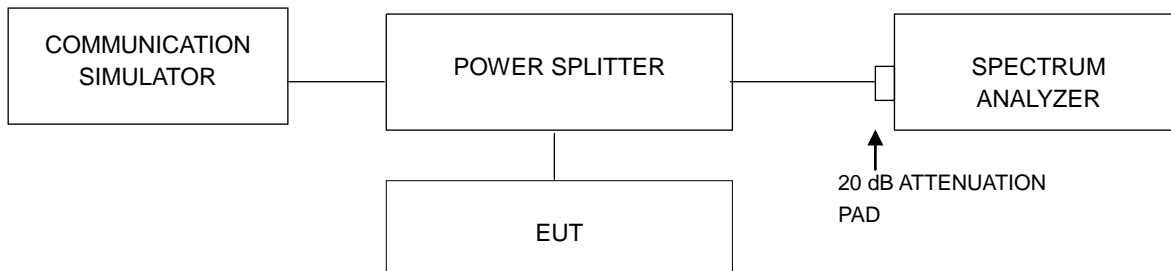 COMMUNICATION
SIMULATOR
POWER SPLITTER
SPECTRUM
ANALYZER
20 dB ATTENUATION
PAD
EUT